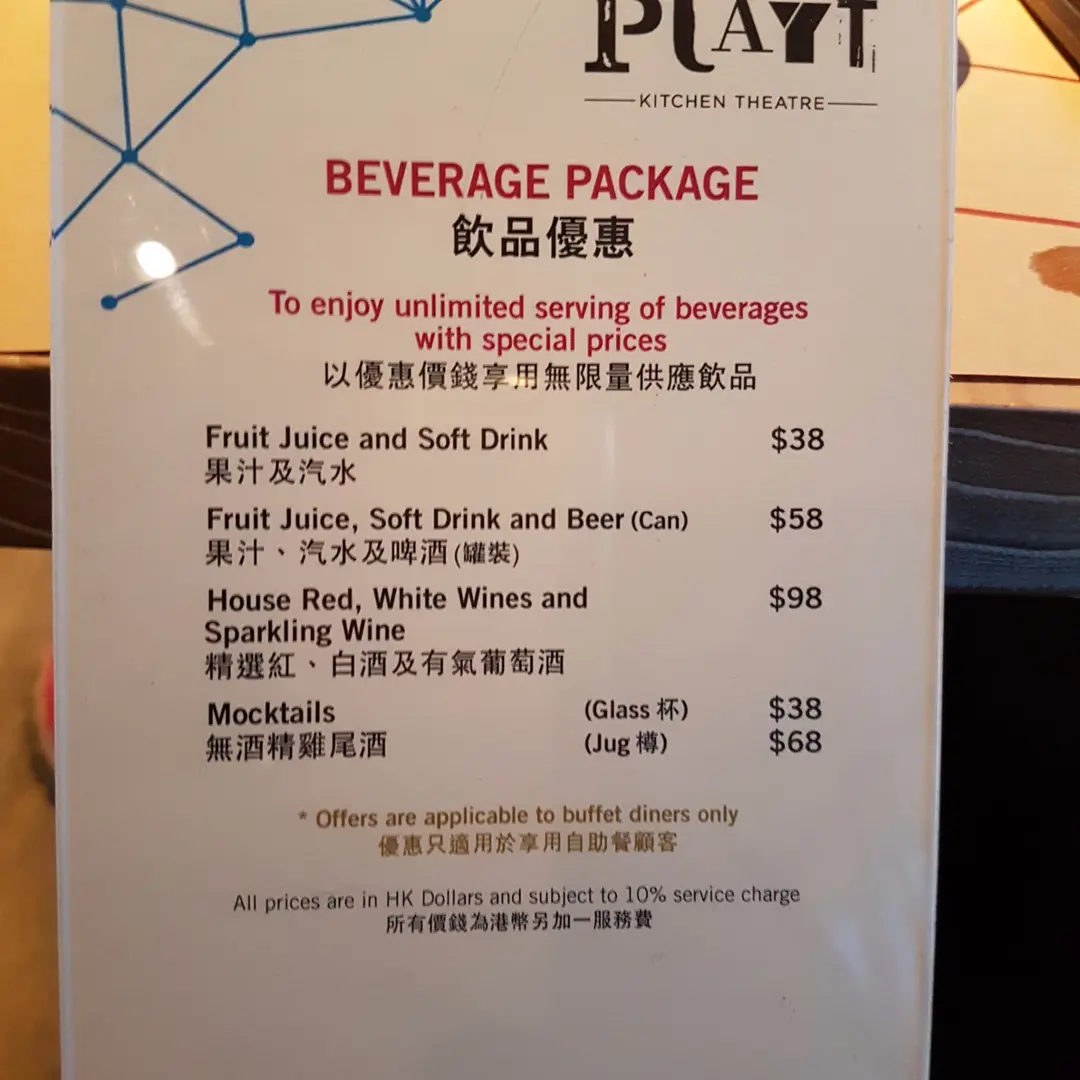 PLAYT
KITCHEN THEATRE
BEVERAGE PACKAGE
飲品優惠
To enjoy unlimited serving of beverages
with special prices
以優惠價錢享用無限量供應飲品
Fruit Juice and Soft Drink $38
果汁及汽水
Fruit Juice, Soft Drink and Beer (Can) $58
果汁、汽水及啤酒(罐裝)
House Red, White Wines and $98
Sparkling Wine
精選紅、白酒及有氣葡萄酒
Mocktails (Glass 杯) $38
無酒精雞尾酒 (Jug 樽) $68
* Offers are applicable to buffet diners only
優惠只適用於享用自助餐顧客
All prices are in HK Dollars and subject to 10% service charge
所有價錢為港幣另加一服務費